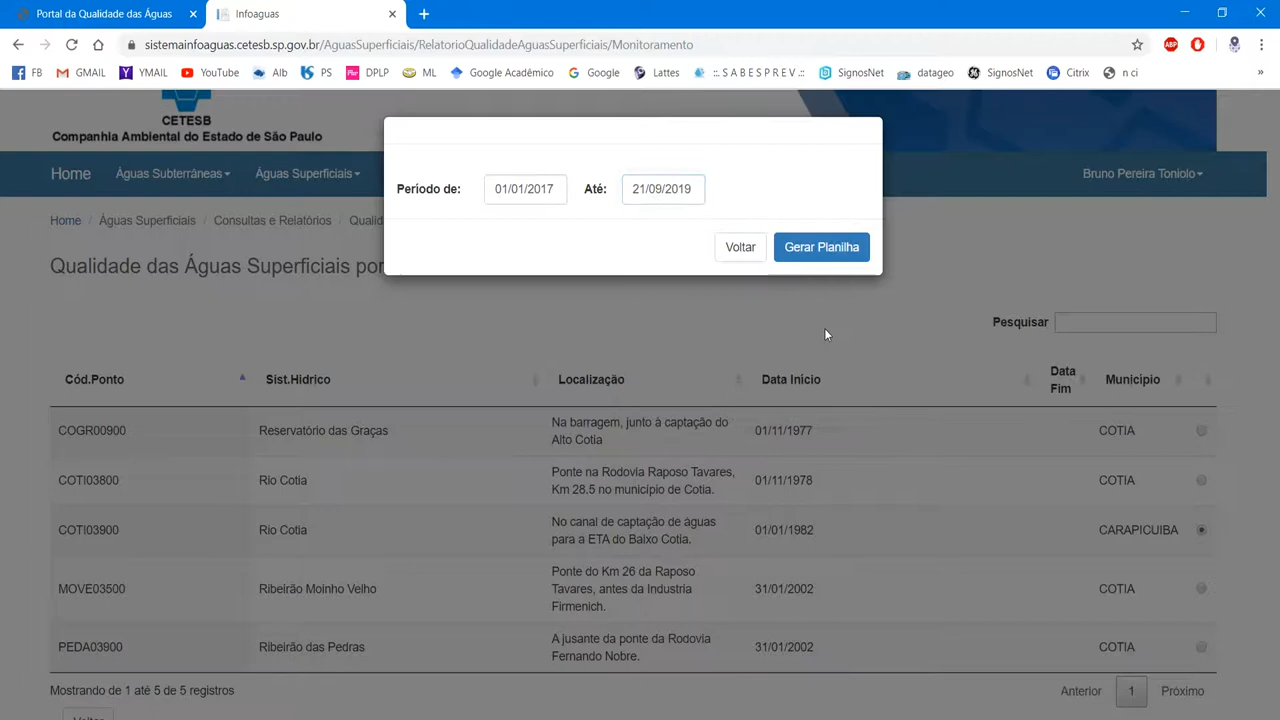 Portal da Qualidade das Águas
Infoaguas
sistemainfoaguas.cetesb.sp.gov.br/AguasSuperficiais/RelatorioQualidadeAguasSuperficiais/Monitoramento
ABP
FB GMAIL YMAIL YouTube Alb PS DPLP ML Google Acadêmico Google Lattes .:. S A B E S P R E V .:. SignosNet datageo SignosNet Citrix n ci »
CETESB
Companhia Ambiental do Estado de São Paulo
Período de: 01/01/2017 Até: 21/09/2019
Voltar Gerar Planilha
Home Águas Subterrâneas Águas Superficiais Bruno Pereira Toniolo
Home / Águas Superficiais / Consultas e Relatórios / Qualid
Qualidade das Águas Superficiais por
Pesquisar
Cód.Ponto Sist.Hidrico Localização Data Início Data Fim Município
COGR00900 Reservatório das Graças Na barragem, junto à captação do Alto Cotia 01/11/1977 COTIA
COTI03800 Rio Cotia Ponte na Rodovia Raposo Tavares, Km 28.5 no município de Cotia. 01/11/1978 COTIA
COTI03900 Rio Cotia No canal de captação de águas para a ETA do Baixo Cotia. 01/01/1982 CARAPICUIBA
MOVE03500 Ribeirão Moinho Velho Ponte do Km 26 da Raposo Tavares, antes da Industria Firmenich. 31/01/2002 COTIA
PEDA03900 Ribeirão das Pedras A jusante da ponte da Rodovia Fernando Nobre. 31/01/2002 COTIA
Mostrando de 1 até 5 de 5 registros
Anterior 1 Próximo
Voltar